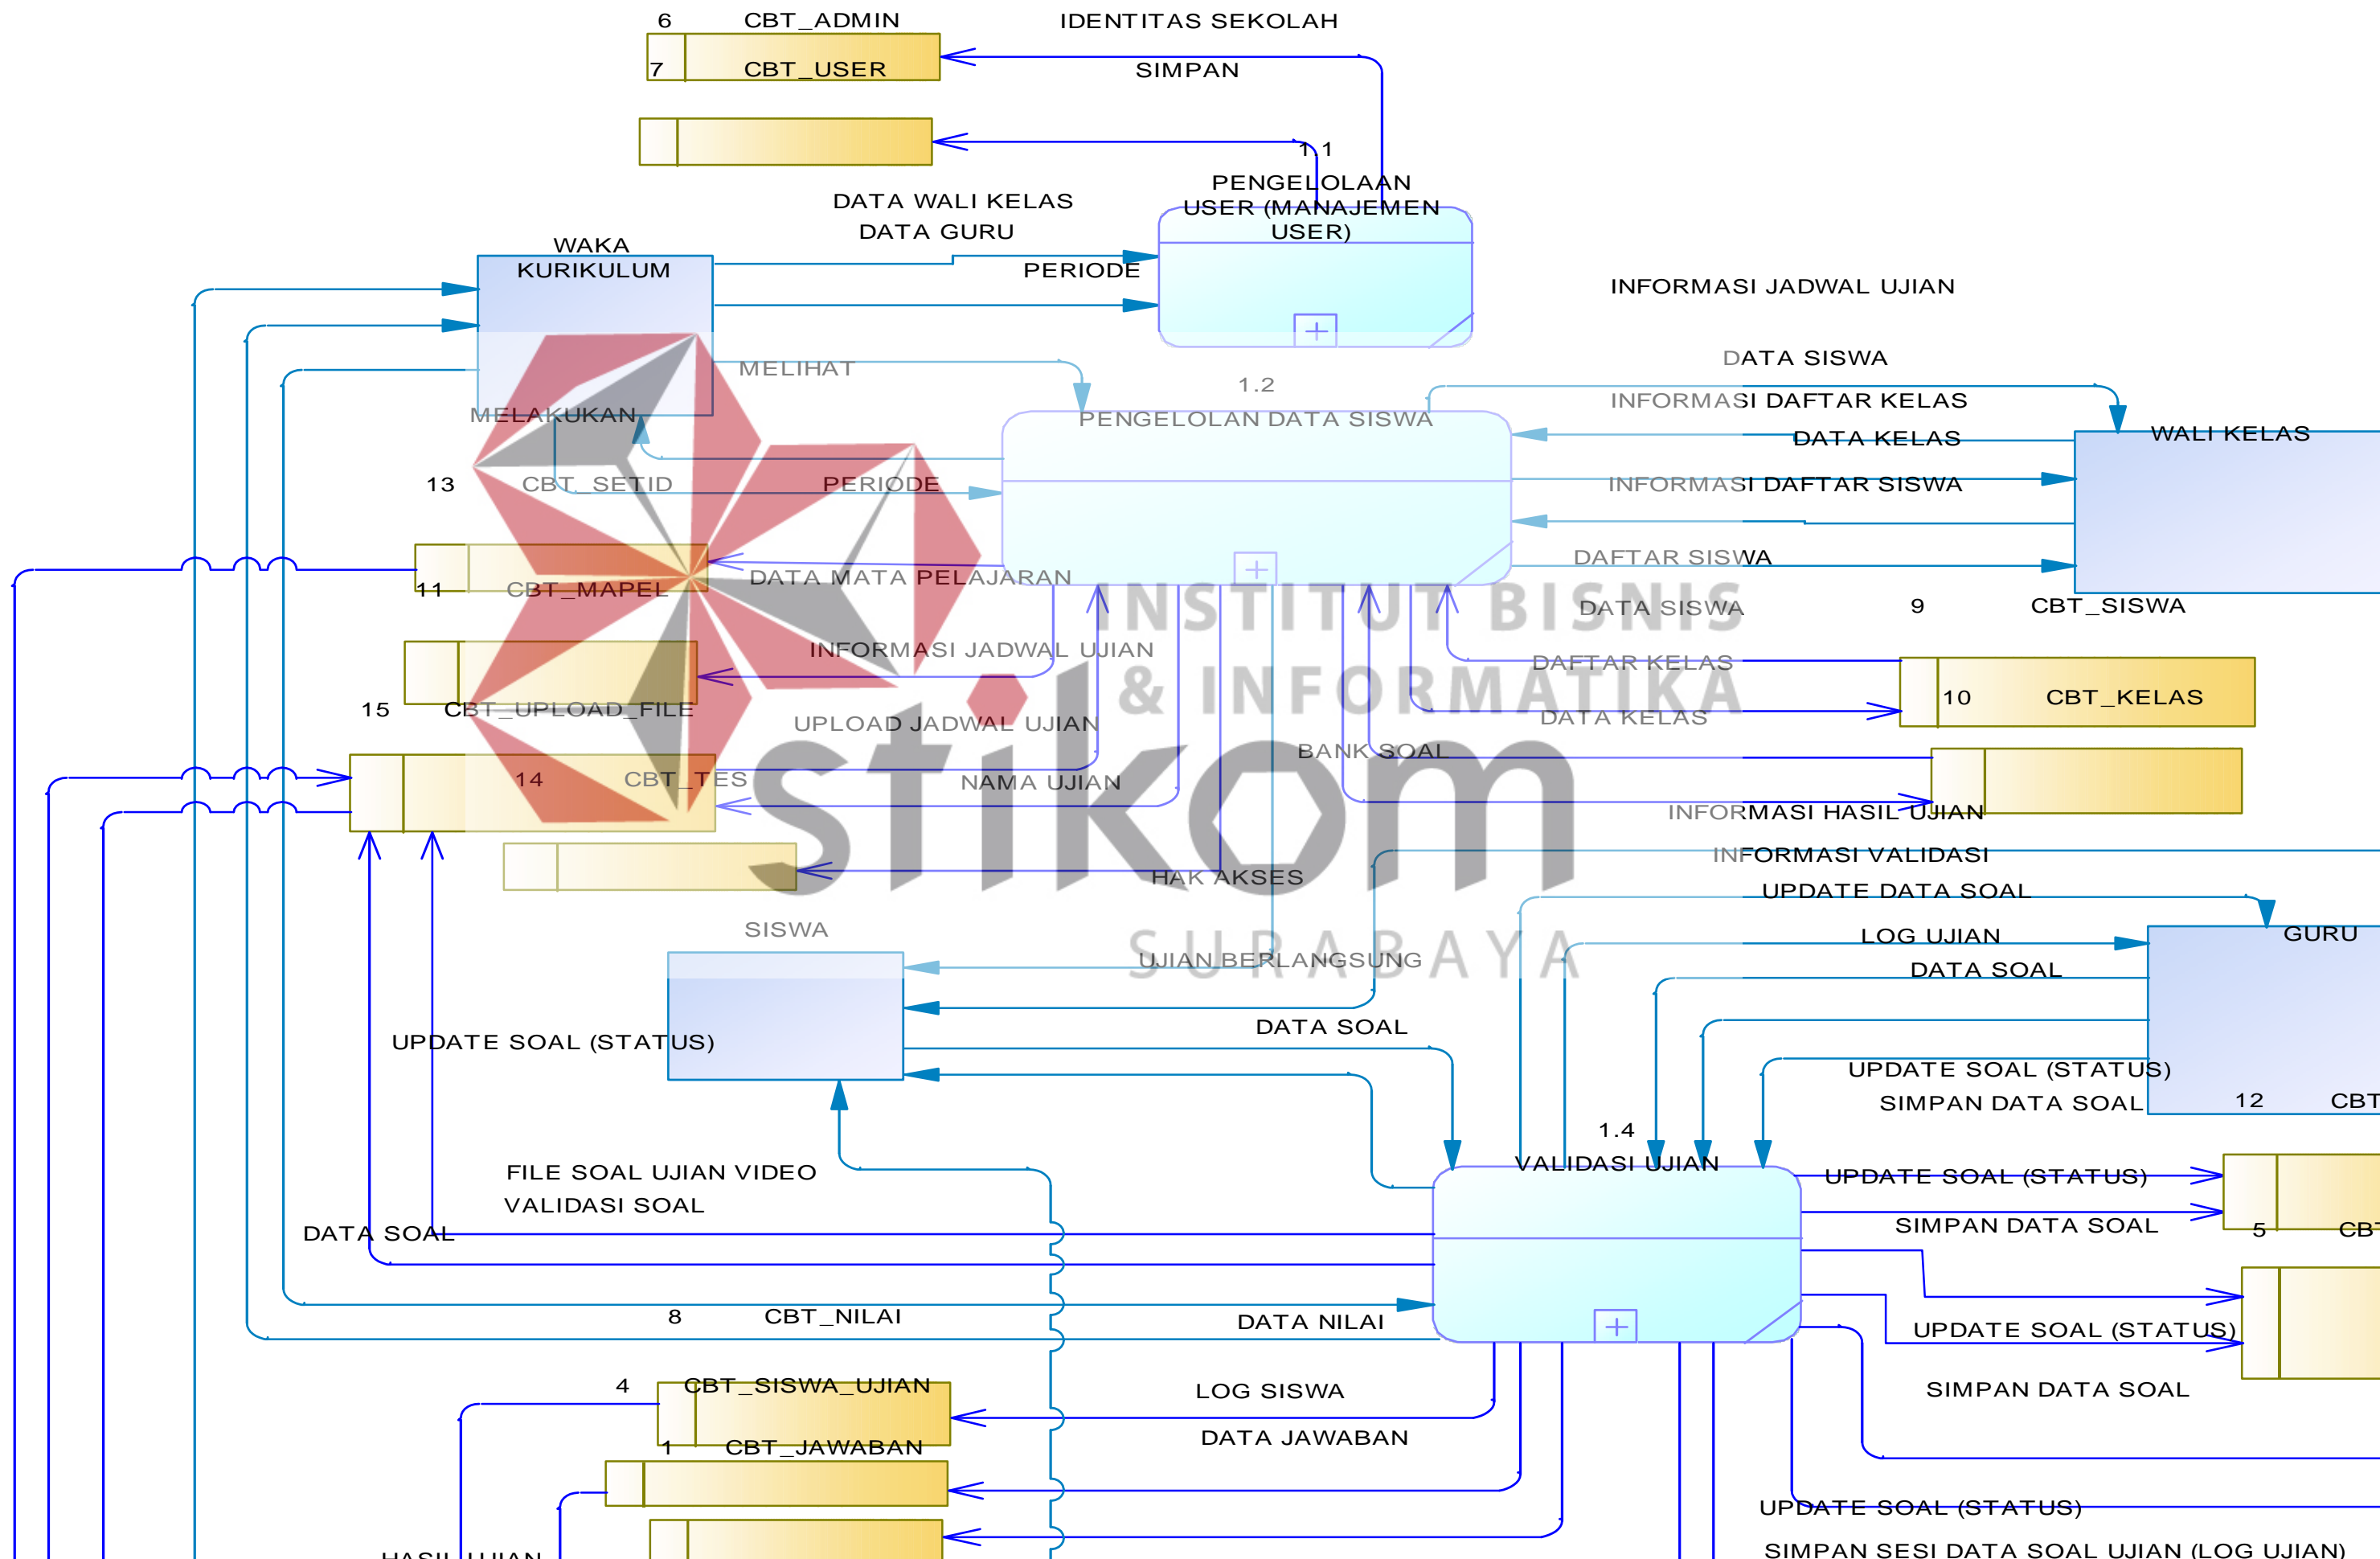 6 CBT_ADMIN IDENTITAS SEKOLAH
7 CBT_USER SIMPAN
1.1
PENGELOLAAN
USER (MANAJEMEN
USER)
DATA WALI KELAS
DATA GURU
PERIODE
WAKA
KURIKULUM
INFORMASI JADWAL UJIAN
MELIHAT
DATA SISWA
1.2
PENGELOLAN DATA SISWA
INFORMASI DAFTAR KELAS
MELAKUKAN
DATA KELAS
WALI KELAS
13 CBT_SETID
PERIODE
INFORMASI DAFTAR SISWA
DAFTAR SISWA
11 CBT_MAPEL
DATA MATA PELAJARAN
INSTITUT BISNIS
& INFORMATIKA
stikom
SURABAYA
DATA SISWA
9 CBT_SISWA
INFORMASI JADWAL UJIAN
DAFTAR KELAS
10 CBT_KELAS
15 CBT_UPLOAD_FILE
UPLOAD JADWAL UJIAN
DATA KELAS
BANK SOAL
14 CBT_TES
NAMA UJIAN
INFORMASI HASIL UJIAN
INFORMASI VALIDASI
HAK AKSES
UPDATE DATA SOAL
SISWA
LOG UJIAN
GURU
UJIAN BERLANGSUNG
DATA SOAL
DATA SOAL
UPDATE SOAL (STATUS)
UPDATE SOAL (STATUS)
SIMPAN DATA SOAL
12 CBT
1.4
VALIDASI UJIAN
FILE SOAL UJIAN VIDEO
UPDATE SOAL (STATUS)
VALIDASI SOAL
SIMPAN DATA SOAL
5 CBT
DATA SOAL
8 CBT_NILAI
DATA NILAI
UPDATE SOAL (STATUS)
4 CBT_SISWA_UJIAN
LOG SISWA
SIMPAN DATA SOAL
1 CBT_JAWABAN
DATA JAWABAN
UPDATE SOAL (STATUS)
SIMPAN SESI DATA SOAL UJIAN (LOG UJIAN)
HASIL UJIAN